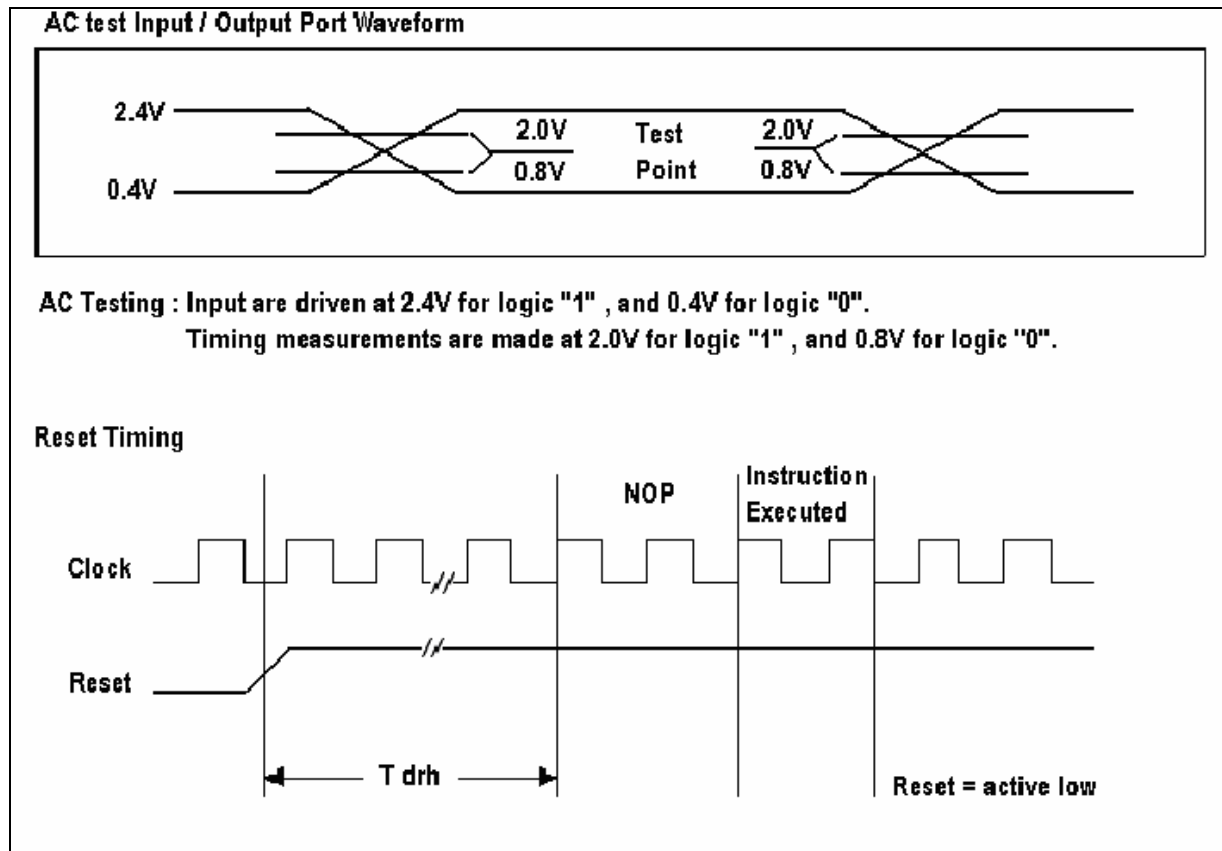 AC test Input / Output Port Waveform
2.4V
2.0V Test 2.0V
0.8V Point 0.8V
0.4V
AC Testing : Input are driven at 2.4V for logic "1" , and 0.4V for logic "0".
Timing measurements are made at 2.0V for logic "1" , and 0.8V for logic "0".
Reset Timing
NOP
Instruction
Executed
Clock
Reset
T drh
Reset = active low